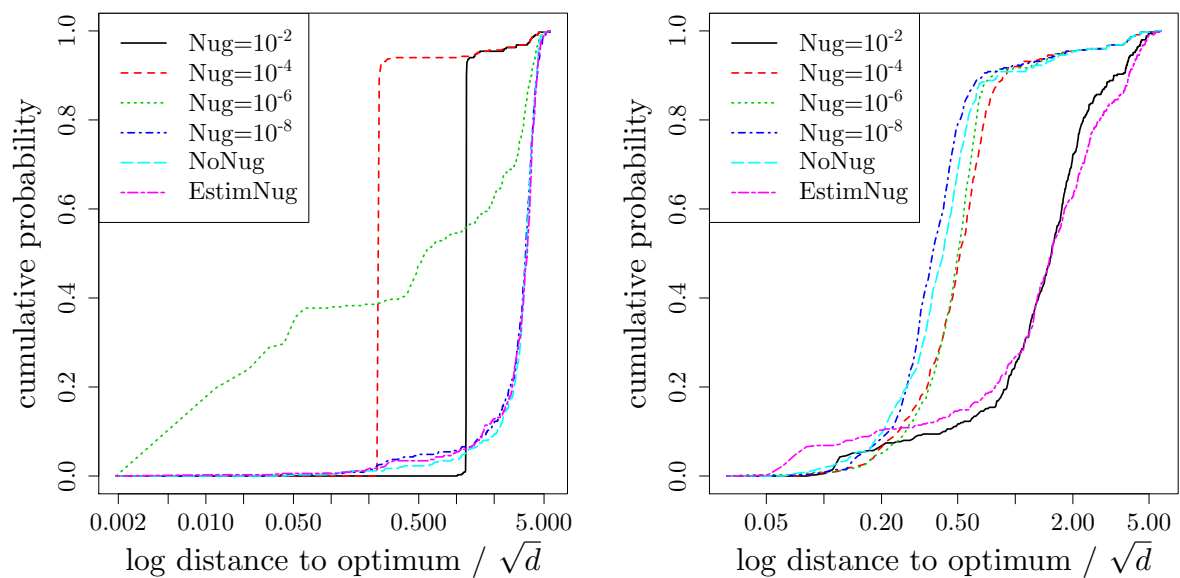 Nug=10-2
Nug=10-4
Nug=10-6
Nug=10-8
NoNug
EstimNug
cumulative probability
0.0 0.2 0.4 0.6 0.8 1.0
0.002 0.010 0.050 0.500 5.000
log distance to optimum / √d
Nug=10-2
Nug=10-4
Nug=10-6
Nug=10-8
NoNug
EstimNug
cumulative probability
0.0 0.2 0.4 0.6 0.8 1.0
0.05 0.20 0.50 2.00 5.00
log distance to optimum / √d